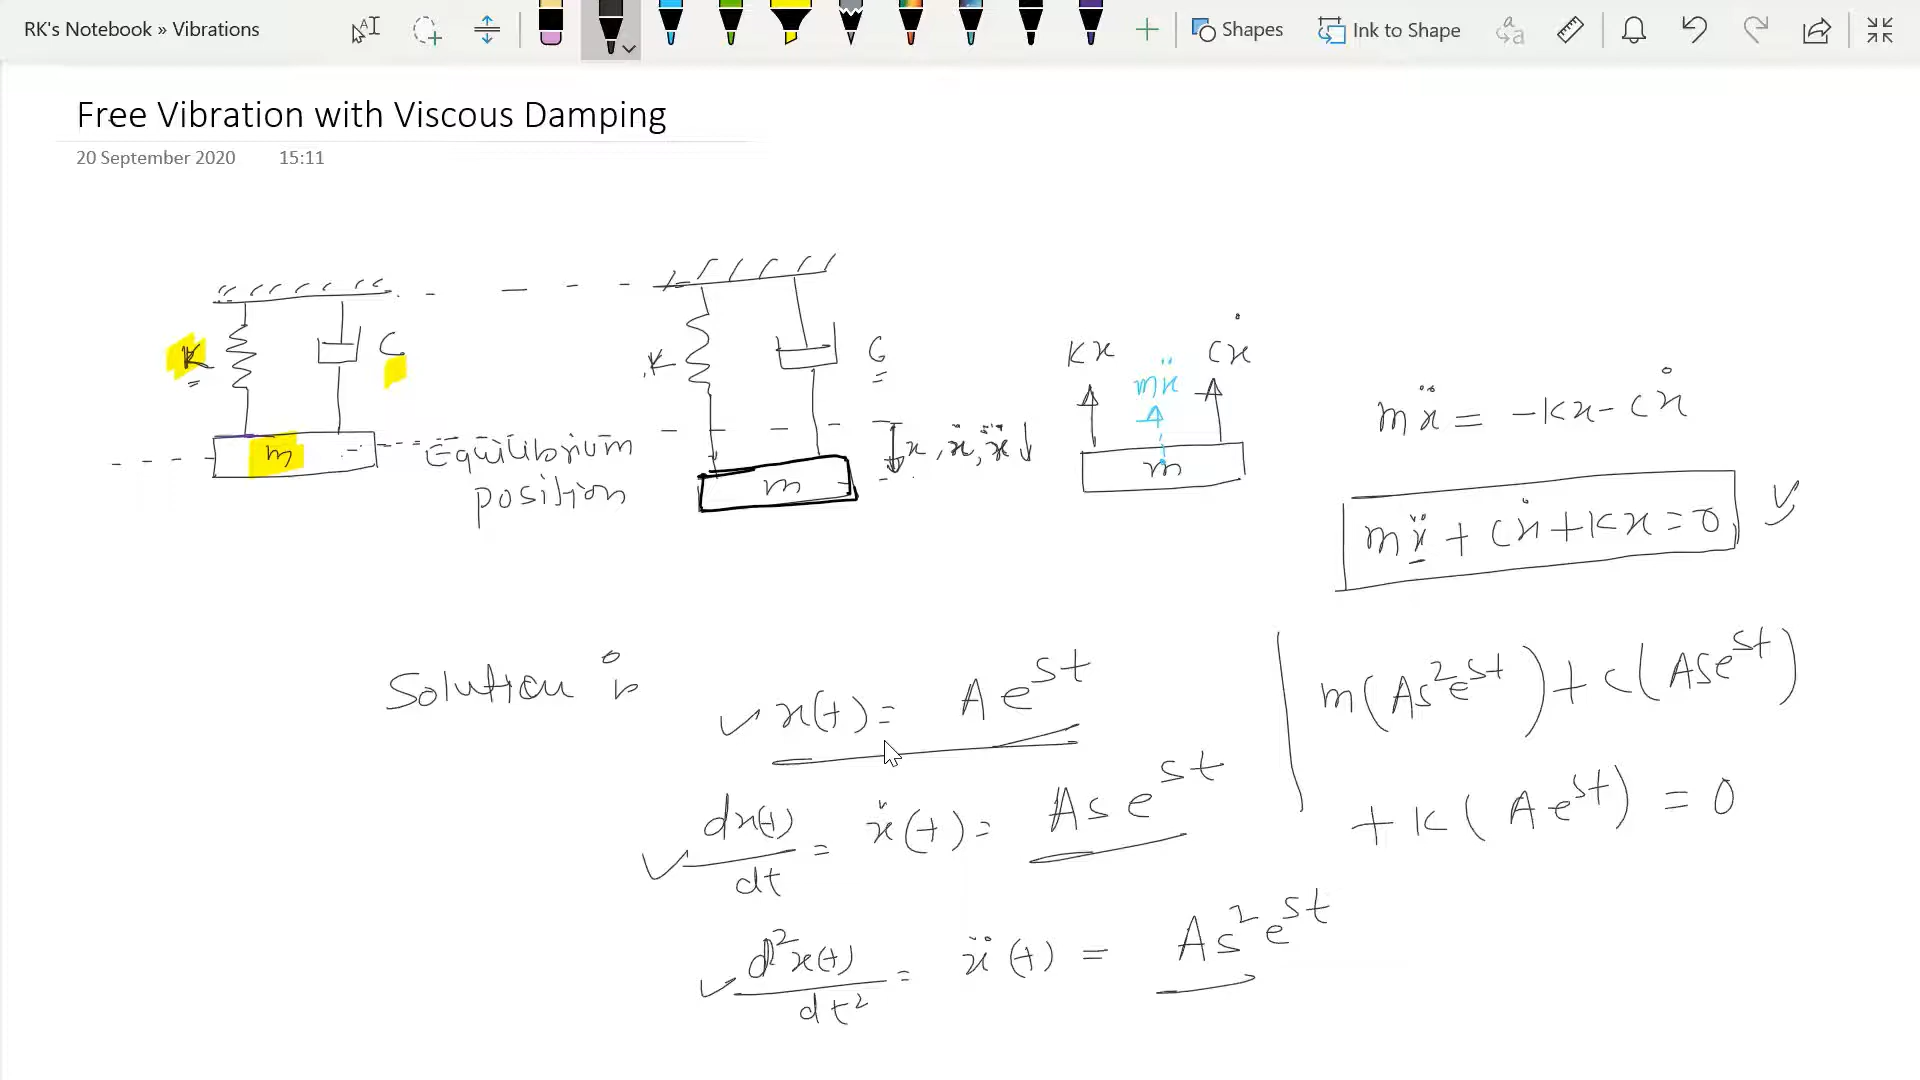 RK's Notebook » Vibrations
Shapes
Ink to Shape
Free Vibration with Viscous Damping
20 September 2020 15:11
K C
m
Equilibrium
position
K C
m
x, ẋ, ẍ
Kx mẍ Cẋ
m
mẍ = -Kx - Cẋ
mẍ + Cẋ + Kx = 0
Solution is
x(t) = Ae^st
dx(t)/dt = ẋ(t) = Ase^st
d²x(t)/dt² = ẍ(t) = As²e^st
m(As²e^st) + C(Ase^st)
+ K(Ae^st) = 0